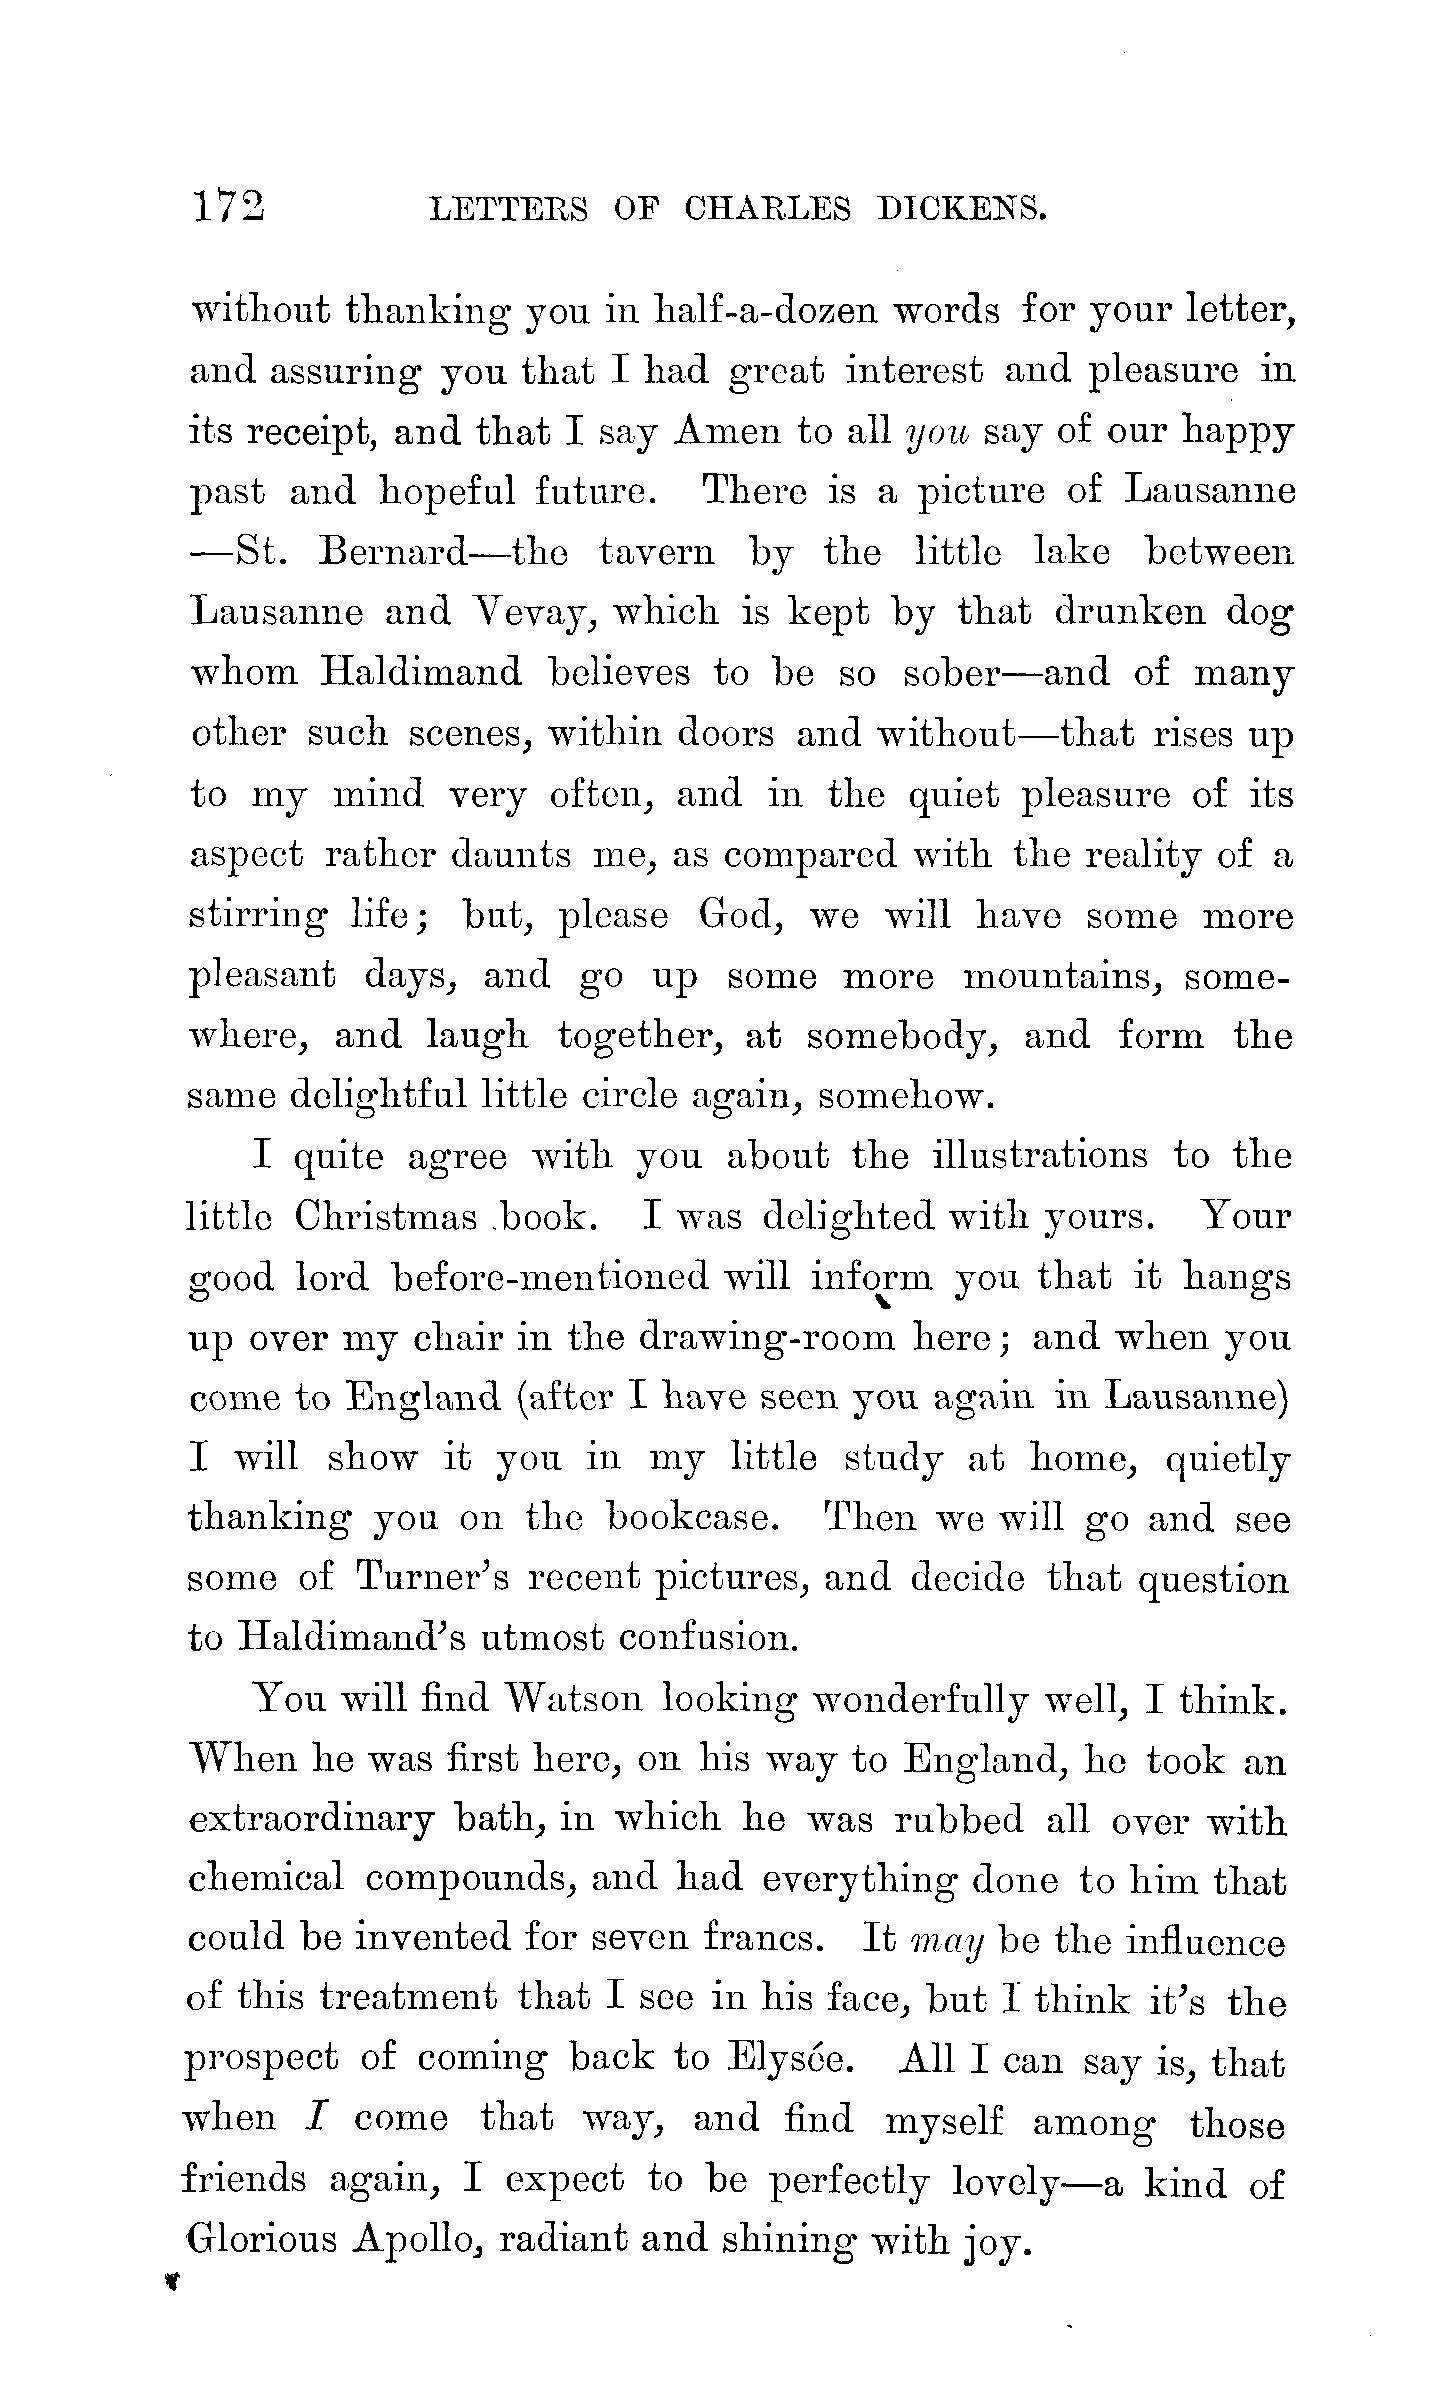 172 LETTERS OF CHARLES DICKENS.
without thanking you in half-a-dozen words for your letter,
and assuring you that I had great interest and pleasure in
its receipt, and that I say Amen to all you say of our happy
past and hopeful future. There is a picture of Lausanne
—St. Bernard—the tavern by the little lake between
Lausanne and Vevay, which is kept by that drunken dog
whom Haldimand believes to be so sober—and of many
other such scenes, within doors and without—that rises up
to my mind very often, and in the quiet pleasure of its
aspect rather daunts me, as compared with the reality of a
stirring life; but, please God, we will have some more
pleasant days, and go up some more mountains, some-
where, and laugh together, at somebody, and form the
same delightful little circle again, somehow.
I quite agree with you about the illustrations to the
little Christmas book. I was delighted with yours. Your
good lord before-mentioned will inform you that it hangs
up over my chair in the drawing-room here; and when you
come to England (after I have seen you again in Lausanne)
I will show it you in my little study at home, quietly
thanking you on the bookcase. Then we will go and see
some of Turner's recent pictures, and decide that question
to Haldimand's utmost confusion.
You will find Watson looking wonderfully well, I think.
When he was first here, on his way to England, he took an
extraordinary bath, in which he was rubbed all over with
chemical compounds, and had everything done to him that
could be invented for seven francs. It may be the influence
of this treatment that I see in his face, but I think it's the
prospect of coming back to Elysée. All I can say is, that
when I come that way, and find myself among those
friends again, I expect to be perfectly lovely—a kind of
Glorious Apollo, radiant and shining with joy.